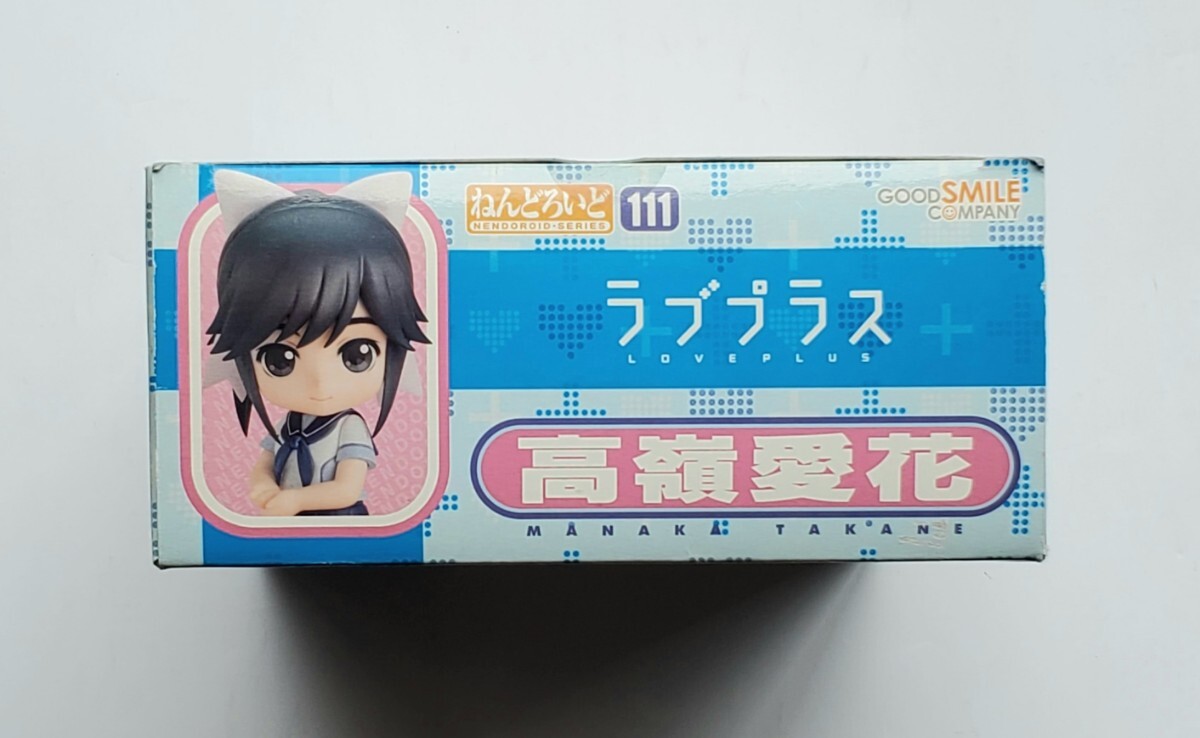 ねんどろいど 111
NENDOROID・SERIES
GOOD SMILE
COMPANY
ラブプラス
LOVEPLUS
高嶺愛花
MANAKA TAKANE